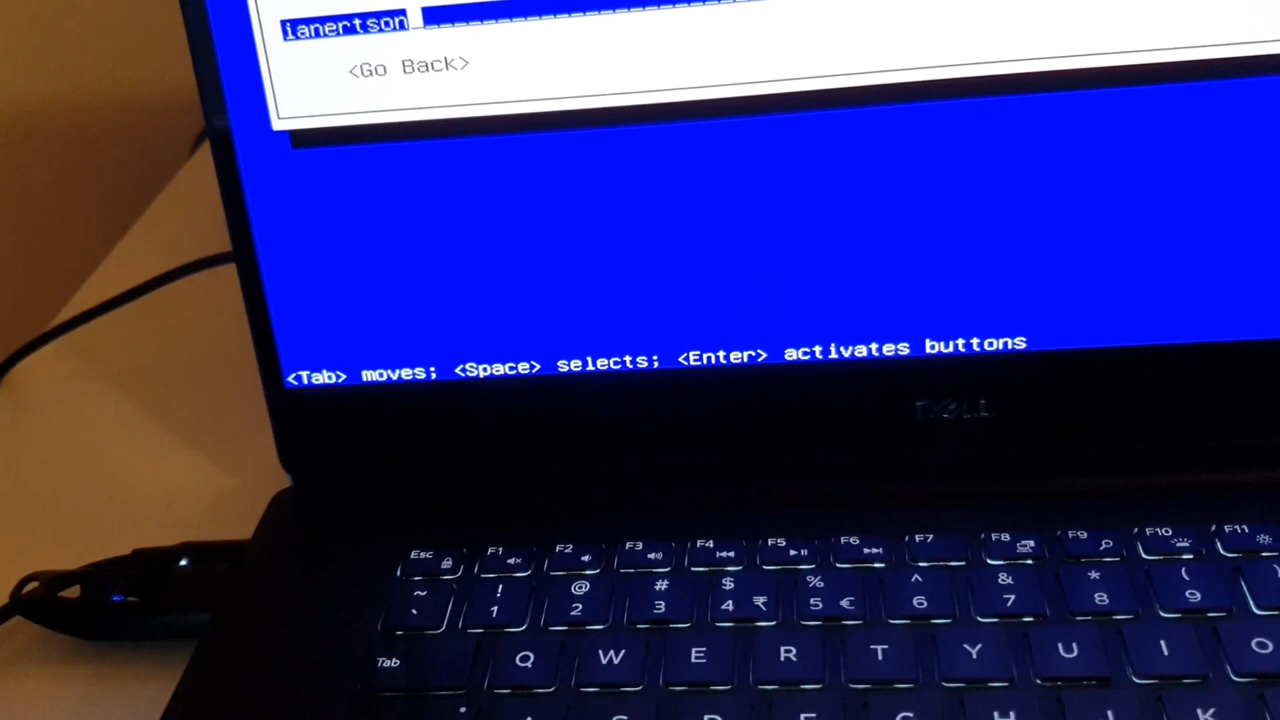 ianertson
<Go Back>
<Tab> moves; <Space> selects; <Enter> activates buttons
DELL
Esc F1 F2 F3 F4 F5 F6 F7 F8 F9 F10 F11
~ ! @ # $ % ^ & * (
` 1 2 3 4 ₹ 5 € 6 7 8 9
Tab Q W E R T Y U I O